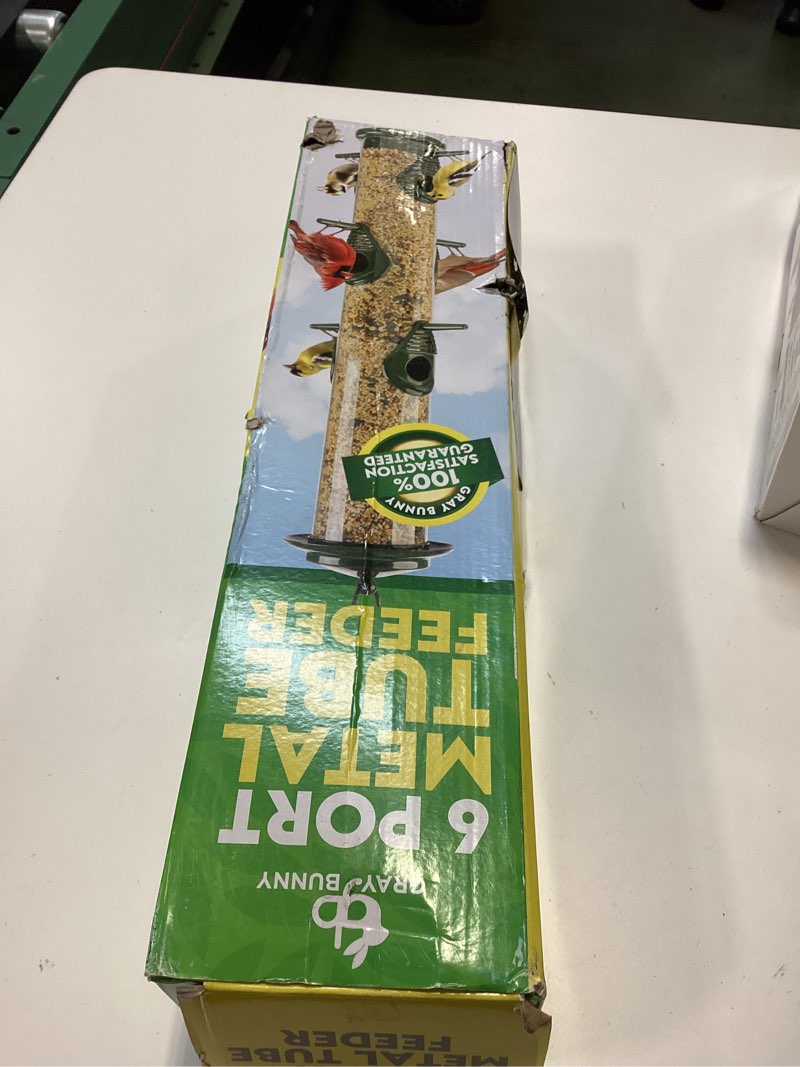 GRAY BUNNY
6 PORT
METAL
TUBE
FEEDER
GRAY BUNNY
100%
SATISFACTION
GUARANTEED
METAL TUBE
FEEDER